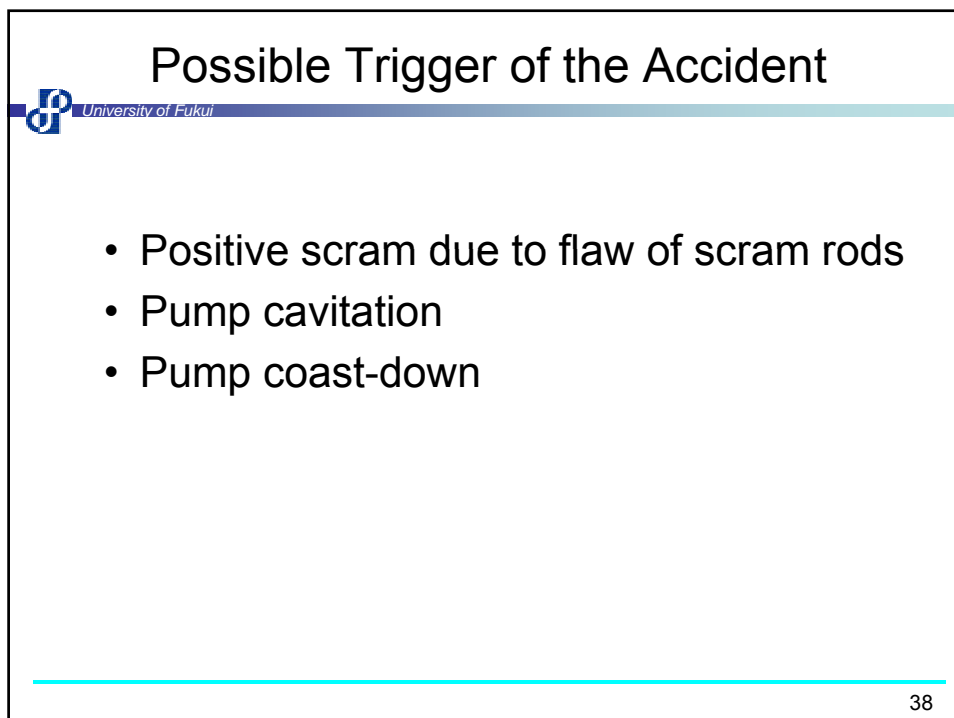 Possible Trigger of the Accident
University of Fukui
• Positive scram due to flaw of scram rods
• Pump cavitation
• Pump coast-down
38